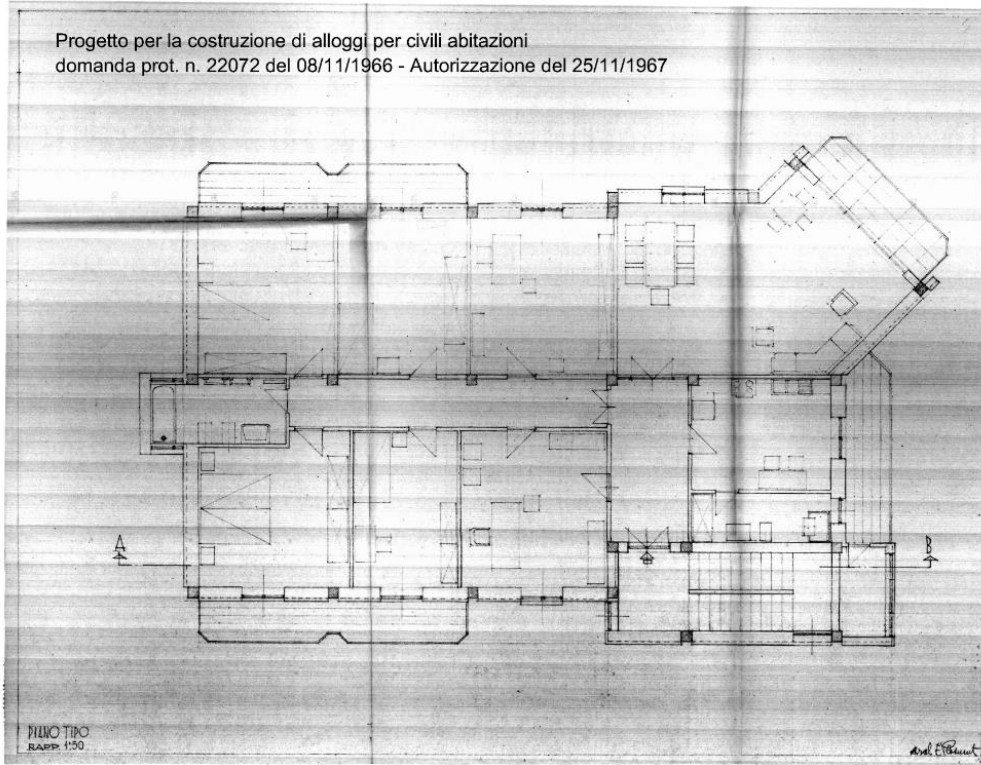 Progetto per la costruzione di alloggi per civili abitazioni
domanda prot. n. 22072 del 08/11/1966 - Autorizzazione del 25/11/1967
A
B
PIANO TIPO
RAPP. 1:50